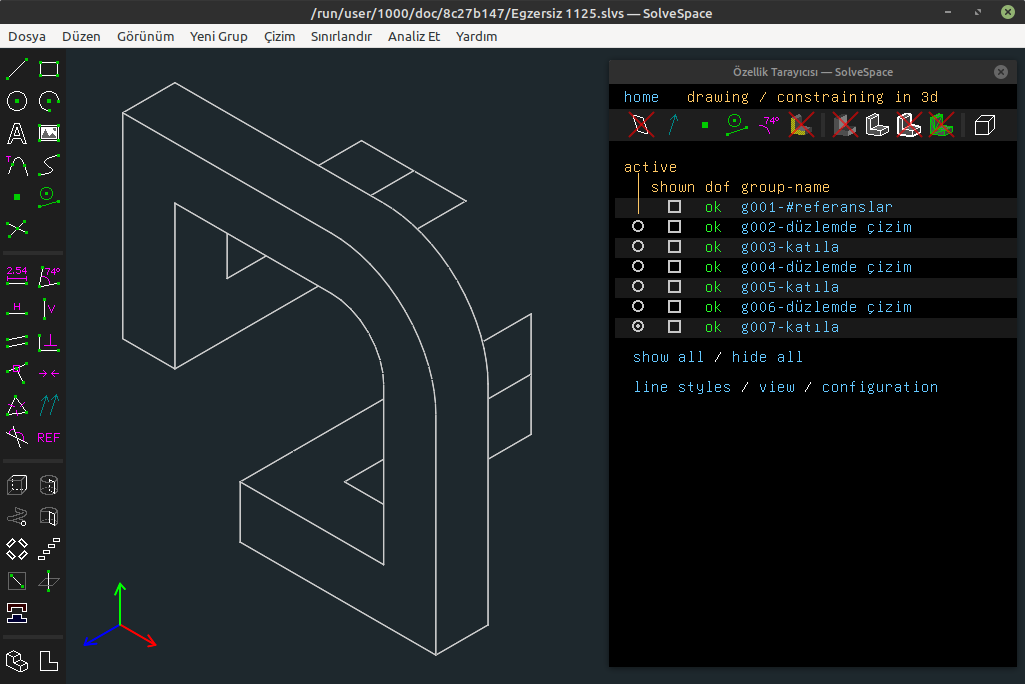 /run/user/1000/doc/8c27b147/Egzersiz 1125.slvs — SolveSpace
Dosya Düzen Görünüm Yeni Grup Çizim Sınırlandır Analiz Et Yardım
Özellik Tarayıcısı — SolveSpace
home drawing / constraining in 3d
74°
active
shown dof group-name
ok g001-#referanslar
ok g002-düzlemde çizim
ok g003-katıla
ok g004-düzlemde çizim
ok g005-katıla
ok g006-düzlemde çizim
ok g007-katıla
show all / hide all
line styles / view / configuration
A
T
2.54 74°
H V
REF